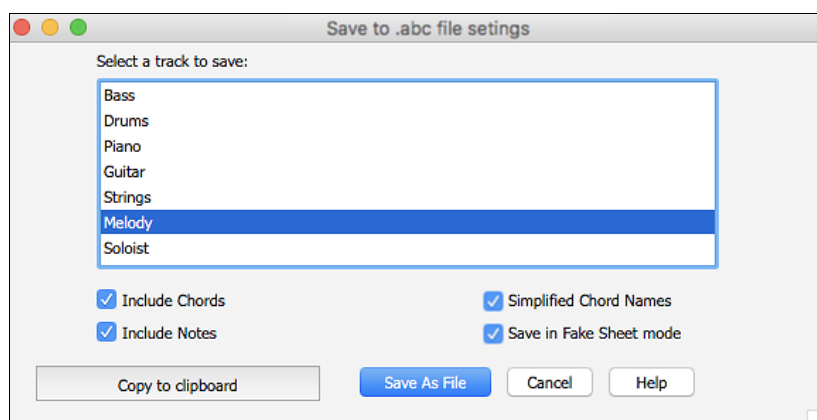 Save to .abc file setings
Select a track to save:
Bass
Drums
Piano
Guitar
Strings
Melody
Soloist
Include Chords
Simplified Chord Names
Include Notes
Save in Fake Sheet mode
Copy to clipboard
Save As File
Cancel
Help